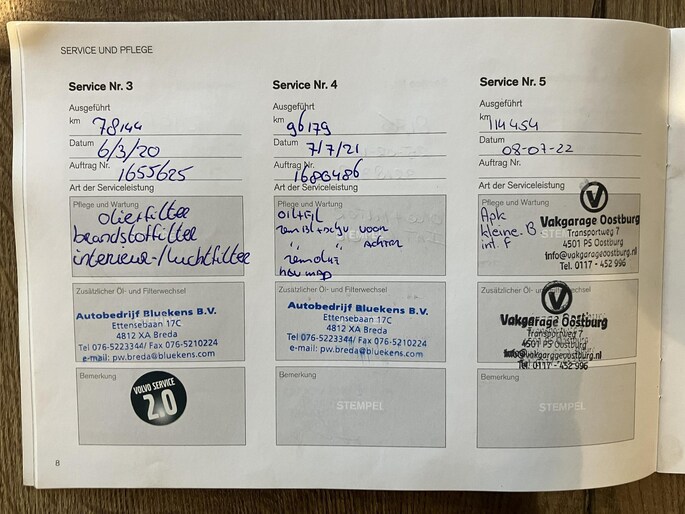 SERVICE UND PFLEGE
Service Nr. 3
Ausgeführt
km 78144
Datum 6/3/20
Auftrag Nr. 1655625
Art der Serviceleistung
Pflege und Wartung
olierfilter
brandstoffilter
interieur-/luchtfilter
Zusätzlicher Öl- und Filterwechsel
Autobedrijf Bluekens B.V.
Ettensebaan 17C
4812 XA Breda
Tel 076-5223344/ Fax 076-5210224
e-mail: pw.breda@bluekens.com
Bemerkung
VOLVO SERVICE
2.0
8
Service Nr. 4
Ausgeführt
km 96179
Datum 7/7/21
Auftrag Nr. 1686486
Art der Serviceleistung
Pflege und Wartung
oil+fil
remblt+schv voor
,, ,, achter
Zusätzlicher Öl- und Filterwechsel
Autobedrijf Bluekens B.V.
Ettensebaan 17C
4812 XA Breda
Tel 076-5223344/ Fax 076-5210224
e-mail: pw.breda@bluekens.com
Bemerkung
STEMPEL
Service Nr. 5
Ausgeführt
km 114454
Datum 08-07-22
Auftrag Nr.
Art der Serviceleistung
Pflege und Wartung
Apk
kleine B
int. F
Vakgarage Oostburg
Transportweg 7
4501 PS Oostburg
info@vakgarageoostburg.nl
Tel. 0117 - 452 996
Zusätzlicher Öl- und Filterwechsel
Vakgarage Oostburg
Transportweg 7
4501 PS Oostburg
info@vakgarageoostburg.nl
Tel. 0117 - 452 996
Bemerkung
STEMPEL